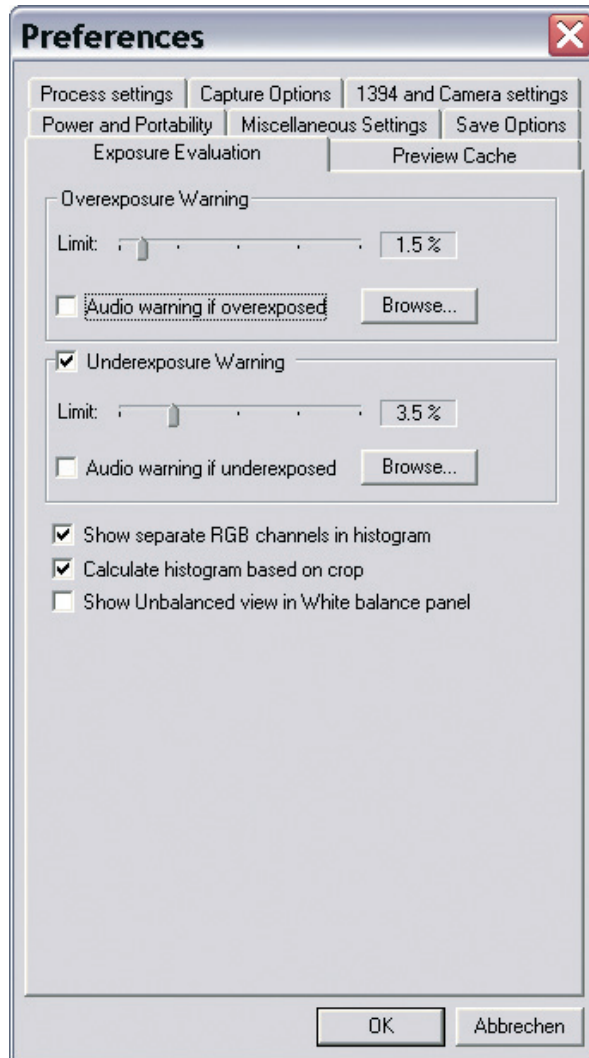 Preferences
Process settings Capture Options 1394 and Camera settings
Power and Portability Miscellaneous Settings Save Options
Exposure Evaluation Preview Cache
Overexposure Warning
Limit: 1.5 %
Audio warning if overexposed Browse...
Underexposure Warning
Limit: 3.5 %
Audio warning if underexposed Browse...
Show separate RGB channels in histogram
Calculate histogram based on crop
Show Unbalanced view in White balance panel
OK Abbrechen